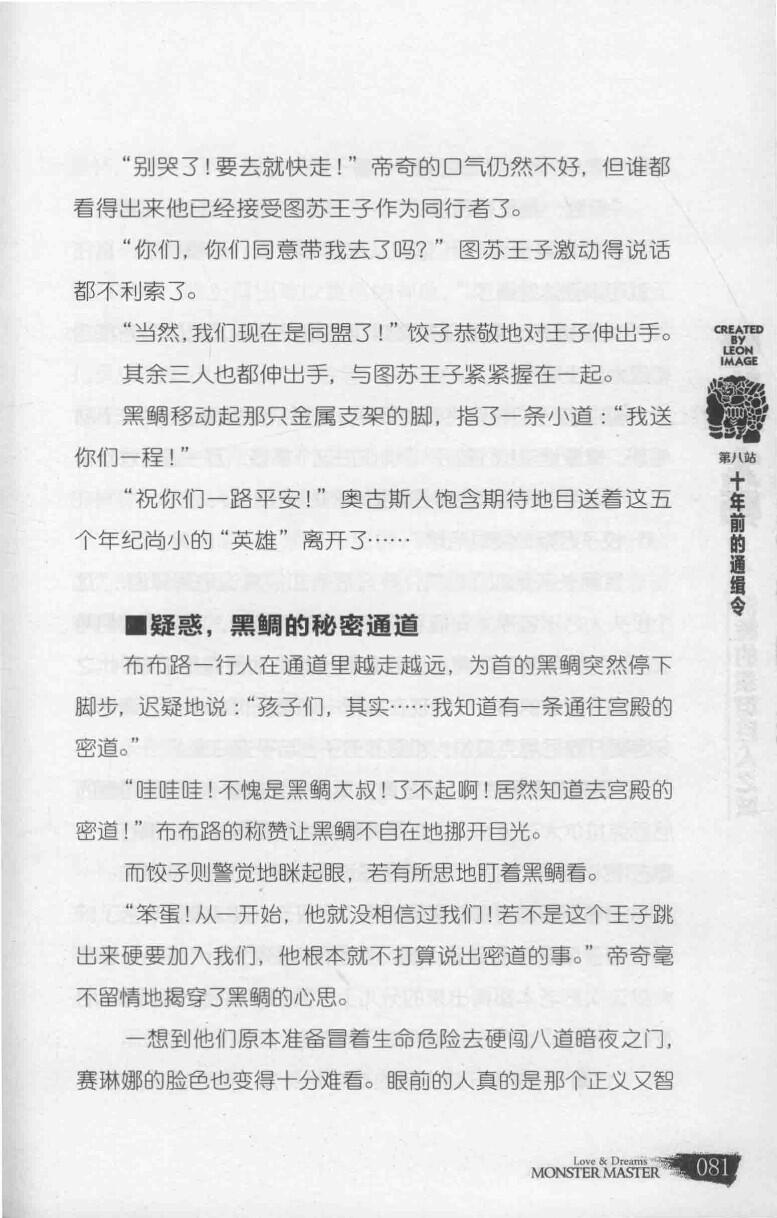 “别哭了！要去就快走！”帝奇的口气仍然不好，但谁都
看得出来他已经接受图苏王子作为同行者了。
“你们，你们同意带我去了吗？”图苏王子激动得说话
都不利索了。
“当然，我们现在是同盟了！”饺子恭敬地对王子伸出手。
其余三人也都伸出手，与图苏王子紧紧握在一起。
黑鲷移动起那只金属支架的脚，指了一条小道：“我送
你们一程！”
“祝你们一路平安！”奥古斯人饱含期待地目送着这五
个年纪尚小的“英雄”离开了……
■疑惑，黑鲷的秘密通道
布布路一行人在通道里越走越远，为首的黑鲷突然停下
脚步，迟疑地说：“孩子们，其实……我知道有一条通往宫殿的
密道。”
“哇哇哇！不愧是黑鲷大叔！了不起啊！居然知道去宫殿的
密道！”布布路的称赞让黑鲷不自在地挪开目光。
而饺子则警觉地眯起眼，若有所思地盯着黑鲷看。
“笨蛋！从一开始，他就没相信过我们！若不是这个王子跳
出来硬要加入我们，他根本就不打算说出密道的事。”帝奇毫
不留情地揭穿了黑鲷的心思。
一想到他们原本准备冒着生命危险去硬闯八道暗夜之门，
赛琳娜的脸色也变得十分难看。眼前的人真的是那个正义又智
CREATED
BY
LEON
IMAGE
第八站
十年前的通缉令
Love & Dreams
MONSTER MASTER
081